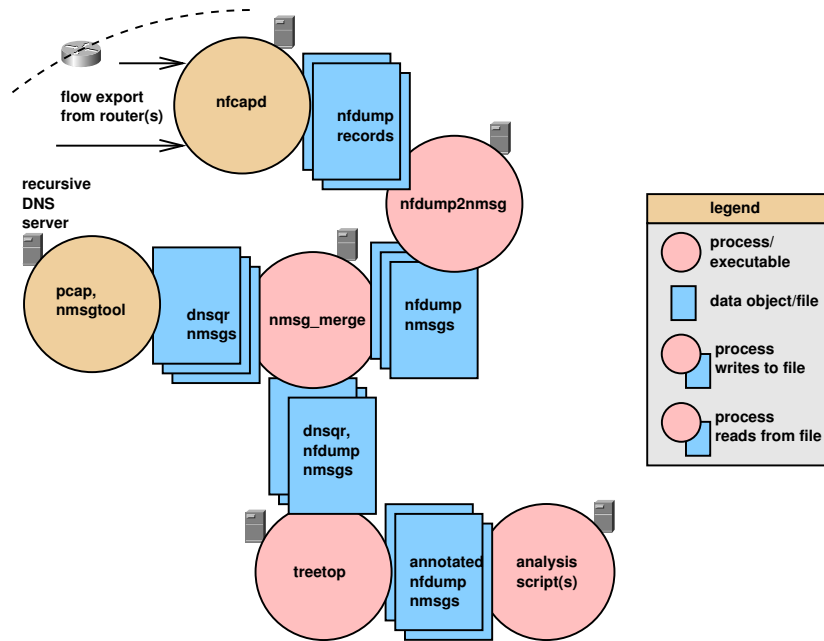 flow export
from router(s)
nfcapd
nfdump
records
nfdump2nmsg
recursive
DNS
server
pcap,
nmsgtool
dnsqr
nmsgs
nmsg_merge
nfdump
nmsgs
dnsqr,
nfdump
nmsgs
treetop
annotated
nfdump
nmsgs
analysis
script(s)
legend
process/
executable
data object/file
process
writes to file
process
reads from file